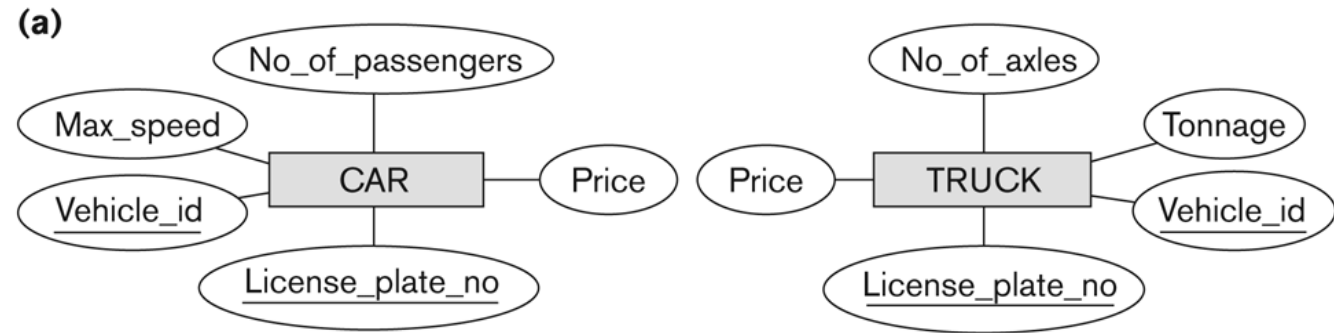 (a)
No_of_passengers
Max_speed
CAR
Price
Vehicle_id
License_plate_no
No_of_axles
Tonnage
Price
TRUCK
Vehicle_id
License_plate_no